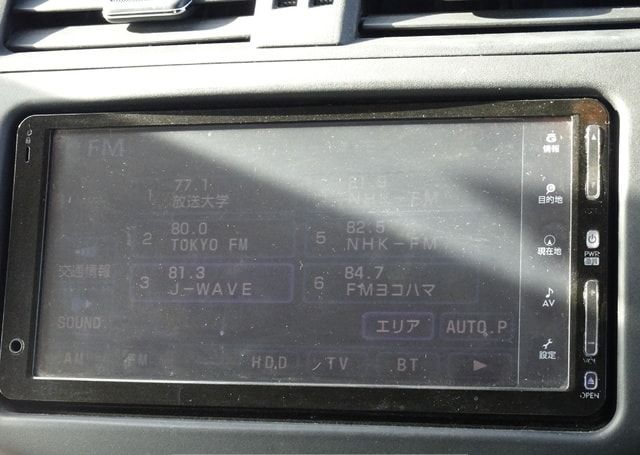 FM
1 77.1 放送大学
NHK-FM
2 80.0 TOKYO FM
5 82.5 NHK-FM
交通情報
3 81.3 J-WAVE
6 84.7 FMヨコハマ
SOUND
エリア AUTO.P
AM FM HDD TV BT
情報
目的地
現在地
AV
設定
PWR
VOL
OPEN